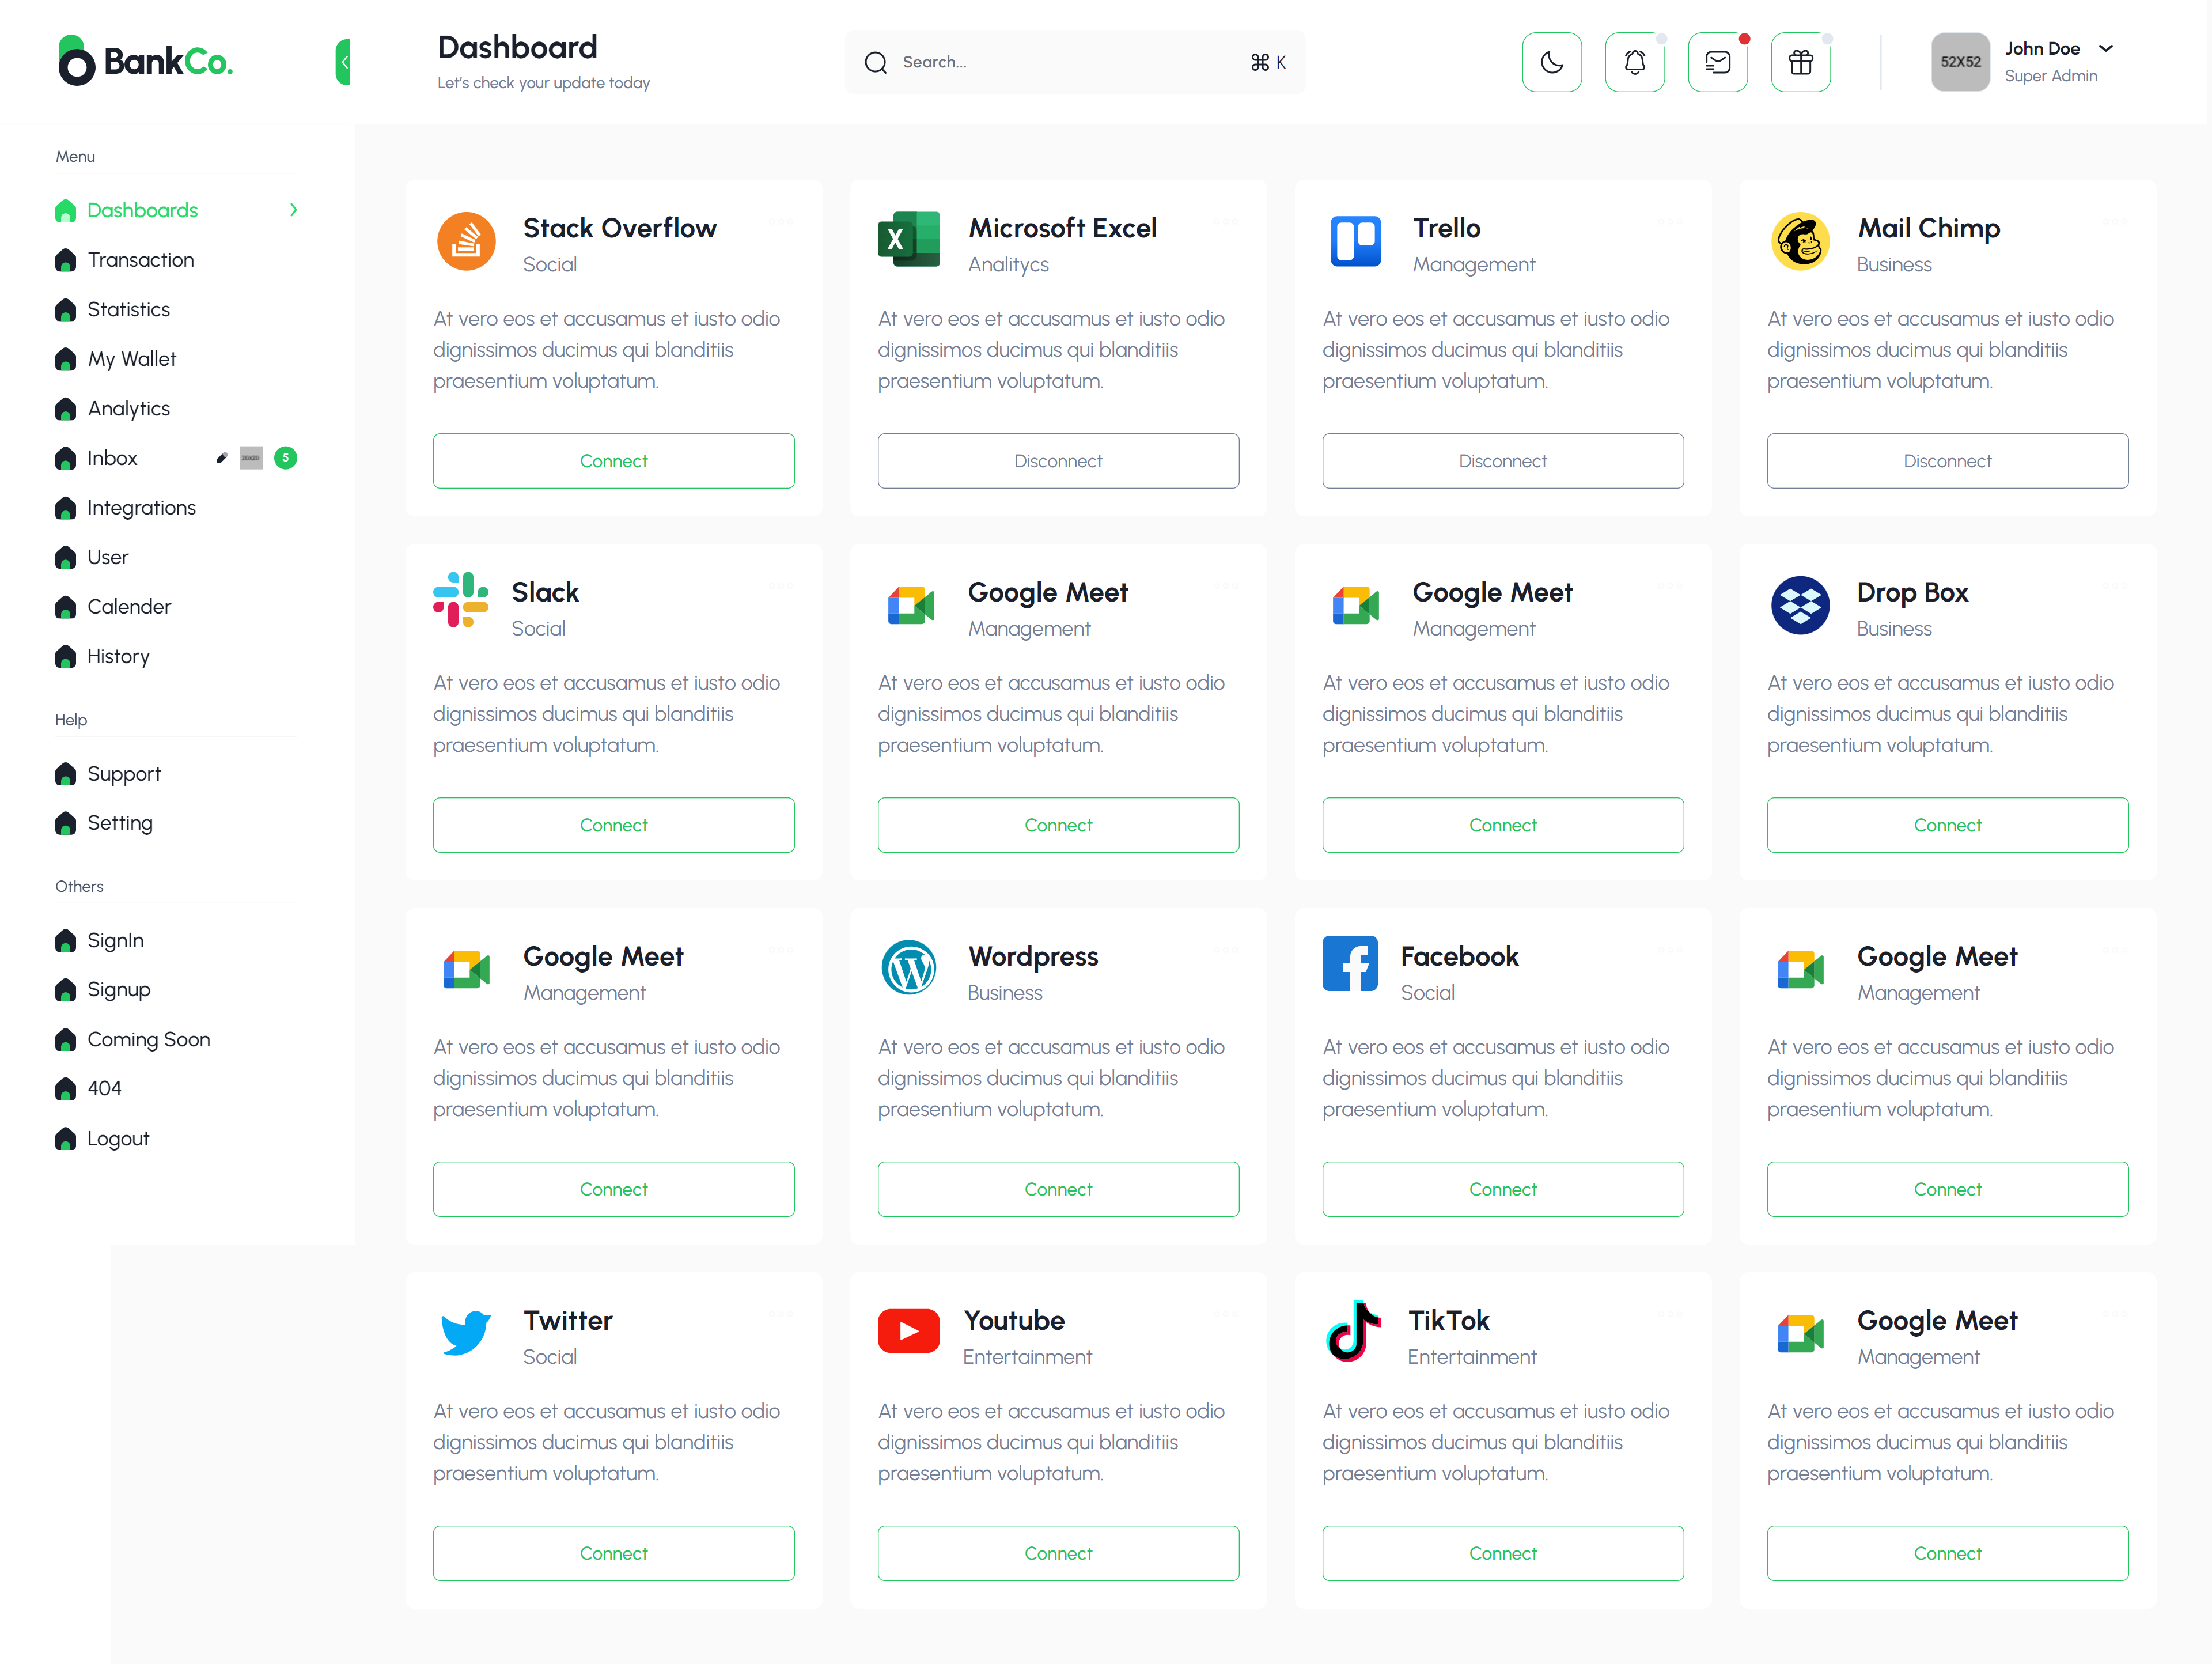 BankCo.
Dashboard
Let's check your update today
Search...
⌘ K
52X52
John Doe
Super Admin
Menu
Dashboards
Transaction
Statistics
My Wallet
Analytics
Inbox
5
Integrations
User
Calender
History
Help
Support
Setting
Others
SignIn
Signup
Coming Soon
404
Logout
Stack Overflow
Social
At vero eos et accusamus et iusto odio
dignissimos ducimus qui blanditiis
praesentium voluptatum.
Connect
Microsoft Excel
Analitycs
At vero eos et accusamus et iusto odio
dignissimos ducimus qui blanditiis
praesentium voluptatum.
Disconnect
Trello
Management
At vero eos et accusamus et iusto odio
dignissimos ducimus qui blanditiis
praesentium voluptatum.
Disconnect
Mail Chimp
Business
At vero eos et accusamus et iusto odio
dignissimos ducimus qui blanditiis
praesentium voluptatum.
Disconnect
Slack
Social
At vero eos et accusamus et iusto odio
dignissimos ducimus qui blanditiis
praesentium voluptatum.
Connect
Google Meet
Management
At vero eos et accusamus et iusto odio
dignissimos ducimus qui blanditiis
praesentium voluptatum.
Connect
Google Meet
Management
At vero eos et accusamus et iusto odio
dignissimos ducimus qui blanditiis
praesentium voluptatum.
Connect
Drop Box
Business
At vero eos et accusamus et iusto odio
dignissimos ducimus qui blanditiis
praesentium voluptatum.
Connect
Google Meet
Management
At vero eos et accusamus et iusto odio
dignissimos ducimus qui blanditiis
praesentium voluptatum.
Connect
Wordpress
Business
At vero eos et accusamus et iusto odio
dignissimos ducimus qui blanditiis
praesentium voluptatum.
Connect
Facebook
Social
At vero eos et accusamus et iusto odio
dignissimos ducimus qui blanditiis
praesentium voluptatum.
Connect
Google Meet
Management
At vero eos et accusamus et iusto odio
dignissimos ducimus qui blanditiis
praesentium voluptatum.
Connect
Twitter
Social
At vero eos et accusamus et iusto odio
dignissimos ducimus qui blanditiis
praesentium voluptatum.
Connect
Youtube
Entertainment
At vero eos et accusamus et iusto odio
dignissimos ducimus qui blanditiis
praesentium voluptatum.
Connect
TikTok
Entertainment
At vero eos et accusamus et iusto odio
dignissimos ducimus qui blanditiis
praesentium voluptatum.
Connect
Google Meet
Management
At vero eos et accusamus et iusto odio
dignissimos ducimus qui blanditiis
praesentium voluptatum.
Connect